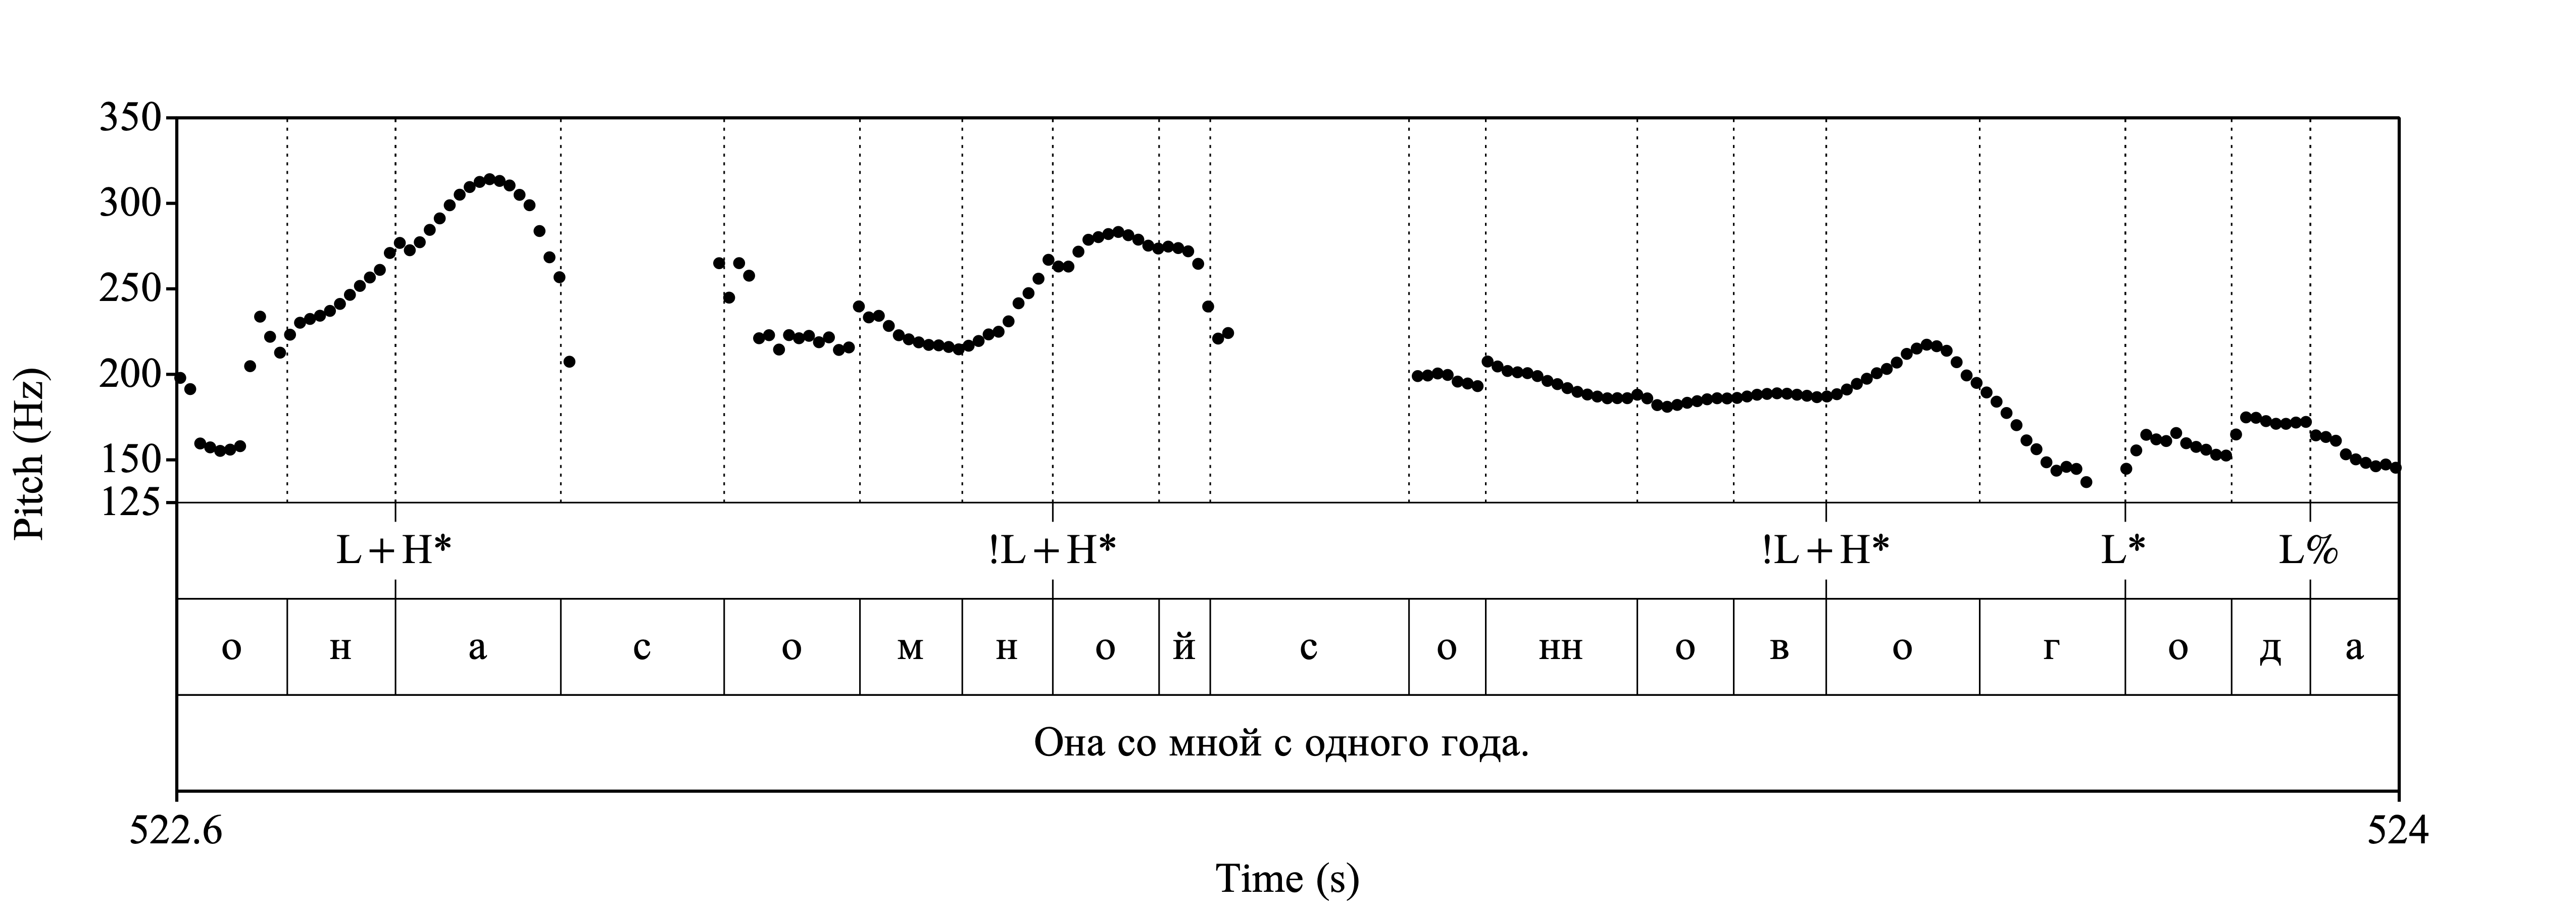 350
300
250
200
150
125
Pitch (Hz)
L+H* !L+H* !L+H* L* L%
о н а с о м н о й с о нн о в о г о д а
Она со мной с одного года.
522.6 524
Time (s)